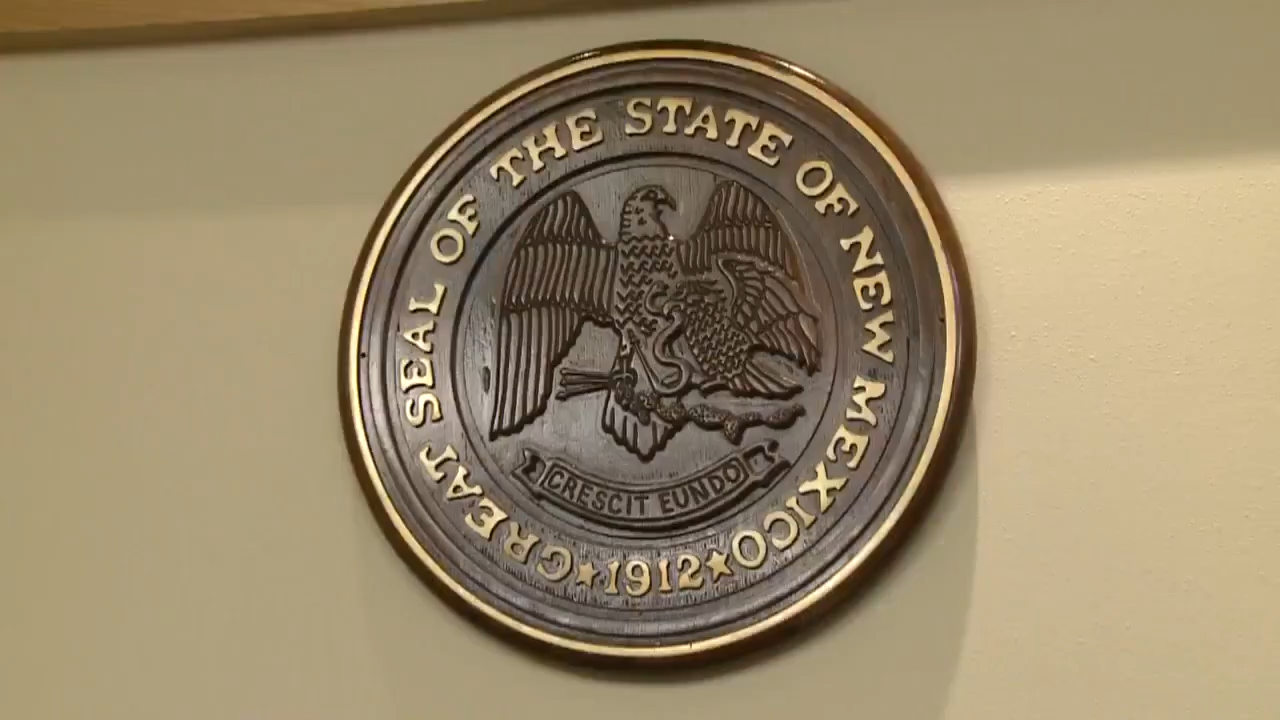 GREAT SEAL OF THE STATE OF NEW MEXICO
CRESCIT EUNDO
★1912★